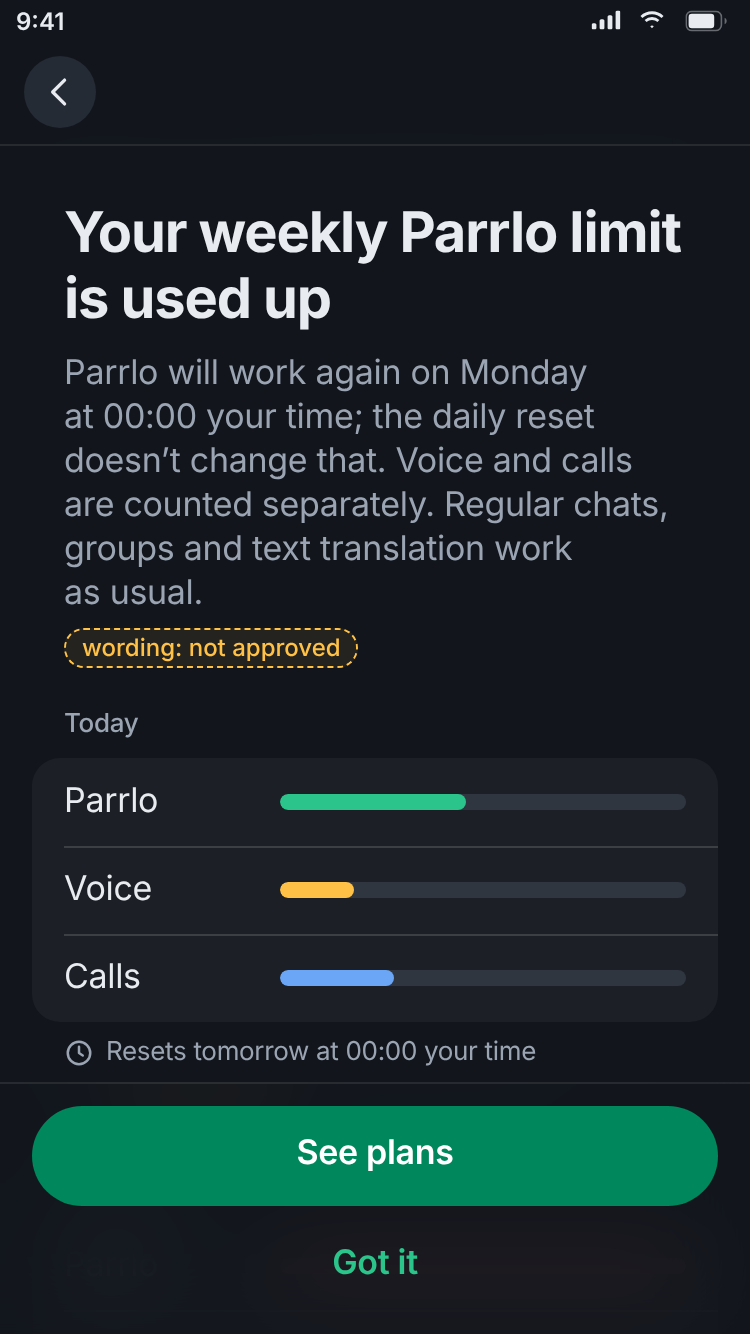 9:41
Your weekly Parrlo limit
is used up
Parrlo will work again on Monday
at 00:00 your time; the daily reset
doesn’t change that. Voice and calls
are counted separately. Regular chats,
groups and text translation work
as usual.
wording: not approved
Today
Parrlo
Voice
Calls
Resets tomorrow at 00:00 your time
See plans
Got it